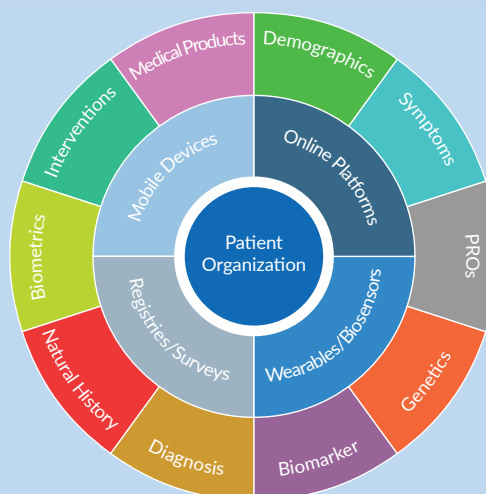 Medical Products
Demographics
Symptoms
PROs
Genetics
Biomarker
Diagnosis
Natural History
Biometrics
Interventions
Mobile Devices
Online Platforms
Wearables/Biosensors
Registries/Surveys
Patient
Organization